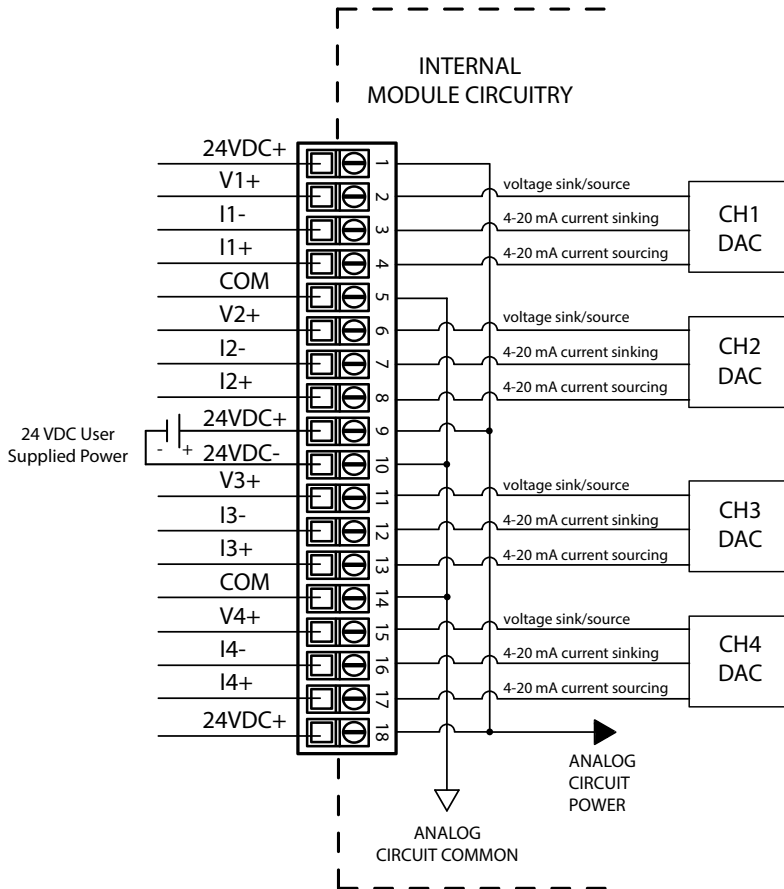 INTERNAL
MODULE CIRCUITRY
24VDC+
1
V1+
2
voltage sink/source
I1-
3
4-20 mA current sinking
I1+
4
4-20 mA current sourcing
CH1
DAC
COM
5
V2+
6
voltage sink/source
I2-
7
4-20 mA current sinking
I2+
8
4-20 mA current sourcing
CH2
DAC
24 VDC User
Supplied Power
- +
24VDC+
9
24VDC-
10
V3+
11
voltage sink/source
I3-
12
4-20 mA current sinking
I3+
13
4-20 mA current sourcing
CH3
DAC
COM
14
V4+
15
voltage sink/source
I4-
16
4-20 mA current sinking
I4+
17
4-20 mA current sourcing
CH4
DAC
24VDC+
18
ANALOG
CIRCUIT
POWER
ANALOG
CIRCUIT COMMON